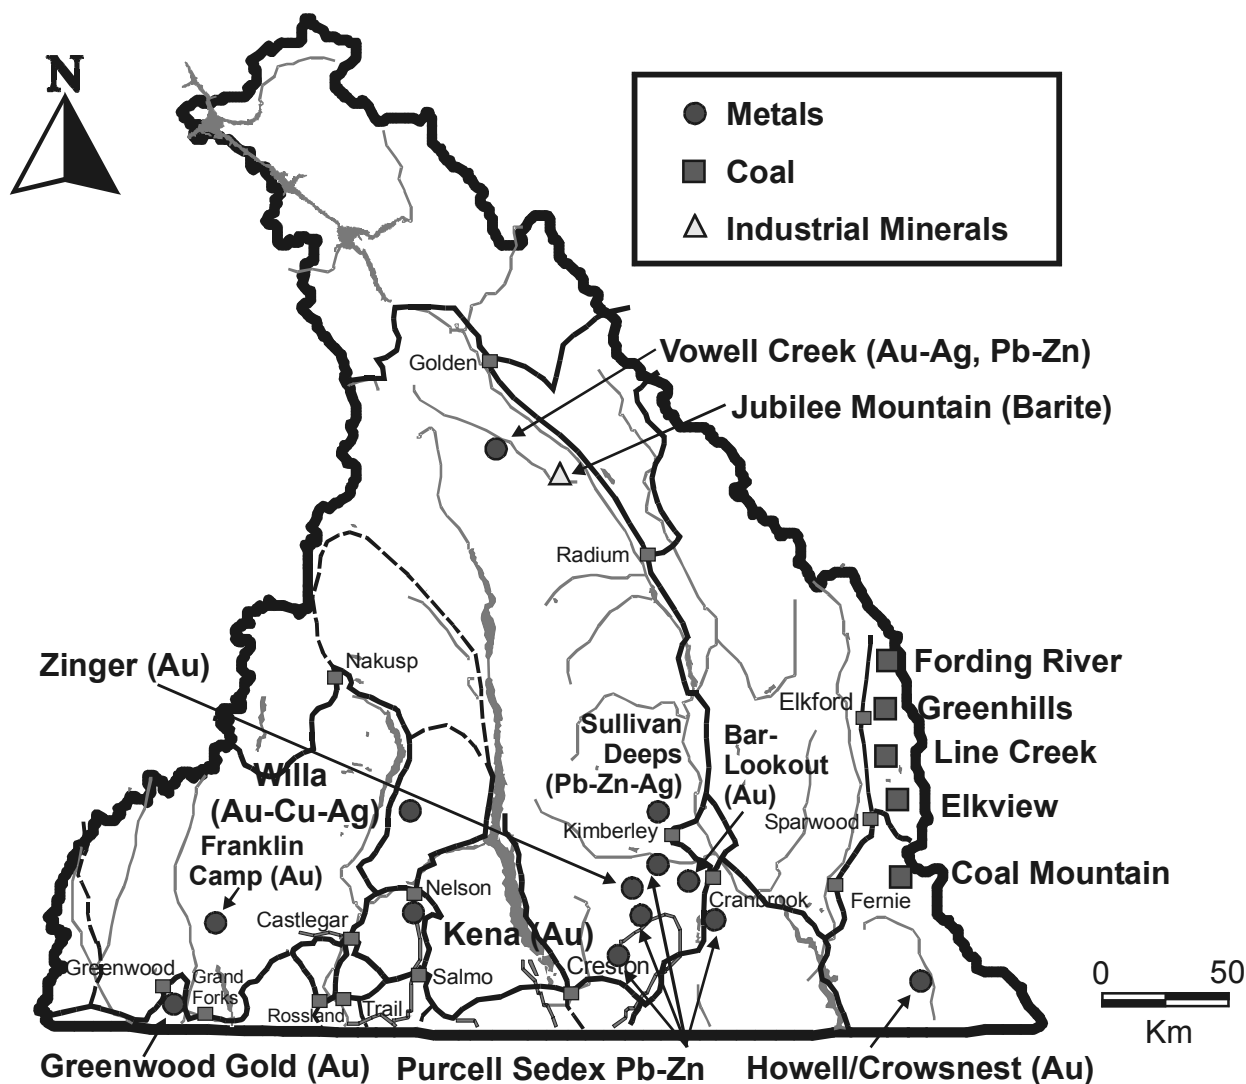 N
Metals
Coal
Industrial Minerals
Golden
Vowell Creek (Au-Ag, Pb-Zn)
Jubilee Mountain (Barite)
Radium
Zinger (Au)
Nakusp
Fording River
Elkford
Greenhills
Sullivan
Deeps
(Pb-Zn-Ag)
Bar-
Lookout
(Au)
Line Creek
Willa
(Au-Cu-Ag)
Elkview
Kimberley
Sparwood
Franklin
Camp (Au)
Coal Mountain
Nelson
Cranbrook
Fernie
Castlegar
Kena (Au)
Greenwood
Grand
Forks
Salmo
Creston
0 50
Km
Rossland
Trail
Greenwood Gold (Au)
Purcell Sedex Pb-Zn
Howell/Crowsnest (Au)